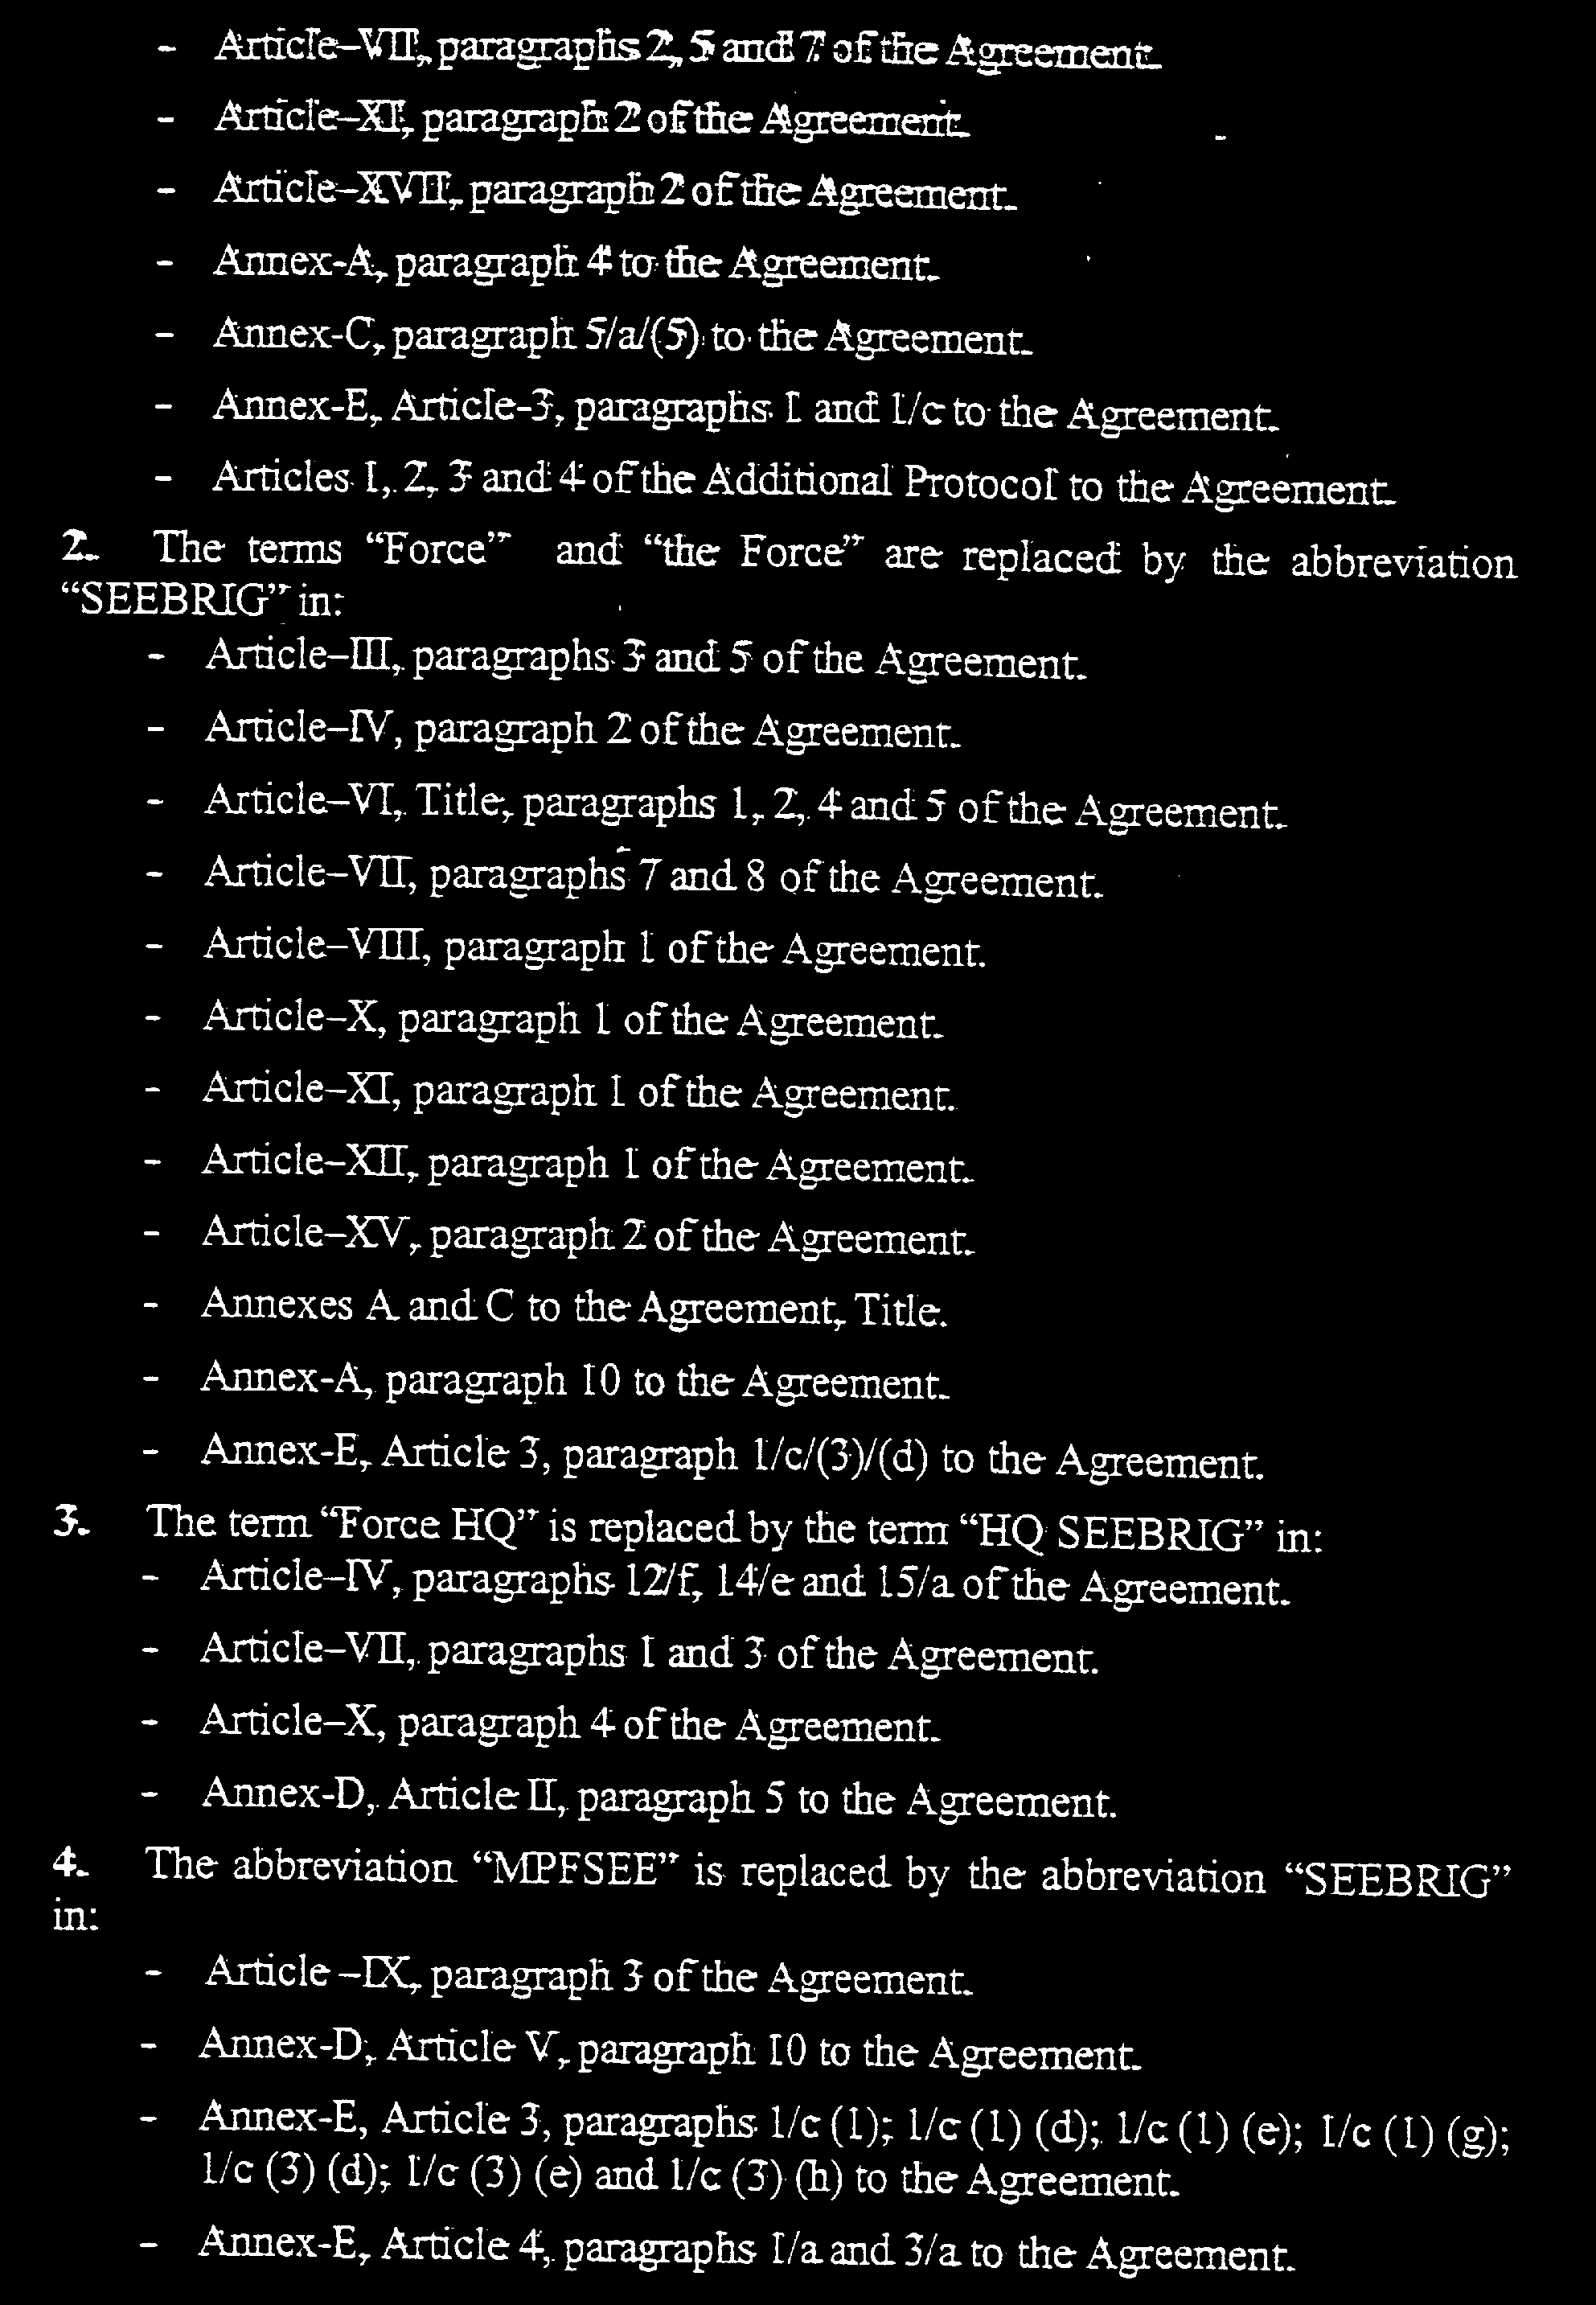 - Article–VII, paragraphs 2, 5 and 7 of the Agreement.
- Article–XI, paragraph 2 of the Agreement.
- Article–XVII, paragraph 2 of the Agreement.
- Annex-A, paragraph 4 to the Agreement.
- Annex-C, paragraph 5/a/(5) to the Agreement.
- Annex-E, Article-3, paragraphs 1 and 1/c to the Agreement.
- Articles 1, 2, 3 and 4 of the Additional Protocol to the Agreement.
2. The terms “Force” and “the Force” are replaced by the abbreviation
“SEEBRIG” in:
- Article–III, paragraphs 3 and 5 of the Agreement.
- Article–IV, paragraph 2 of the Agreement.
- Article–VI, Title, paragraphs 1, 2, 4 and 5 of the Agreement.
- Article–VII, paragraphs 7 and 8 of the Agreement.
- Article–VIII, paragraph 1 of the Agreement.
- Article–X, paragraph 1 of the Agreement.
- Article–XI, paragraph 1 of the Agreement.
- Article–XII, paragraph 1 of the Agreement.
- Article–XV, paragraph 2 of the Agreement.
- Annexes A and C to the Agreement, Title.
- Annex-A, paragraph 10 to the Agreement.
- Annex-E, Article 3, paragraph 1/c/(3)/(d) to the Agreement.
3. The term “Force HQ” is replaced by the term “HQ SEEBRIG” in:
- Article–IV, paragraphs 12/f, 14/e and 15/a of the Agreement.
- Article–VII, paragraphs 1 and 3 of the Agreement.
- Article–X, paragraph 4 of the Agreement.
- Annex-D, Article II, paragraph 5 to the Agreement.
4. The abbreviation “MPFSEE” is replaced by the abbreviation “SEEBRIG”
in:
- Article –IX, paragraph 3 of the Agreement.
- Annex-D, Article V, paragraph 10 to the Agreement.
- Annex-E, Article 3, paragraphs 1/c (1); 1/c (1) (d); 1/c (1) (e); 1/c (1) (g);
1/c (3) (d); 1/c (3) (e) and 1/c (3) (h) to the Agreement.
- Annex-E, Article 4, paragraphs 1/a and 3/a to the Agreement.